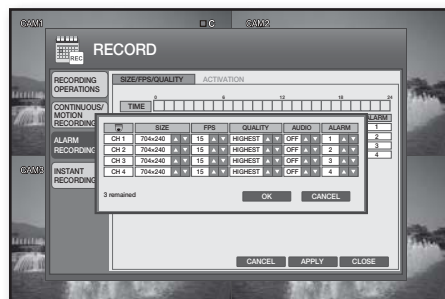 CAM1
C
CAM2
REC
RECORD
RECORDING OPERATIONS
SIZE/FPS/QUALITY
ACTIVATION
0 6 12 18 24
CONTINUOUS/
MOTION
RECORDING
TIME
ALARM
1
2
3
4
ALARM
RECORDING
SIZE FPS QUALITY AUDIO ALARM
CH 1 704x240 15 HIGHEST OFF 1
CH 2 704x240 15 HIGHEST OFF 2
CH 3 704x240 15 HIGHEST OFF 3
CH 4 704x240 15 HIGHEST OFF 4
CAM3
INSTANT
RECORDING
3 remained
OK
CANCEL
CANCEL
APPLY
CLOSE